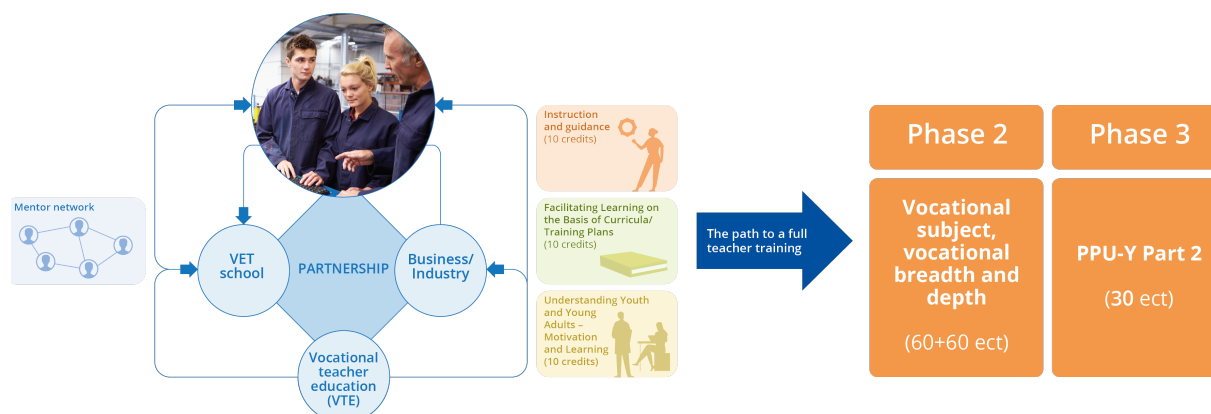 Mentor network
VET
school
PARTNERSHIP
Business/
Industry
Vocational
teacher
education
(VTE)
Instruction
and guidance
(10 credits)
Facilitating Learning on
the Basis of Curricula/
Training Plans
(10 credits)
Understanding Youth
and Young
Adults –
Motivation
and Learning
(10 credits)
The path to a full
teacher training
Phase 2
Vocational
subject,
vocational
breadth and
depth
(60+60 ect)
Phase 3
PPU-Y Part 2
(30 ect)